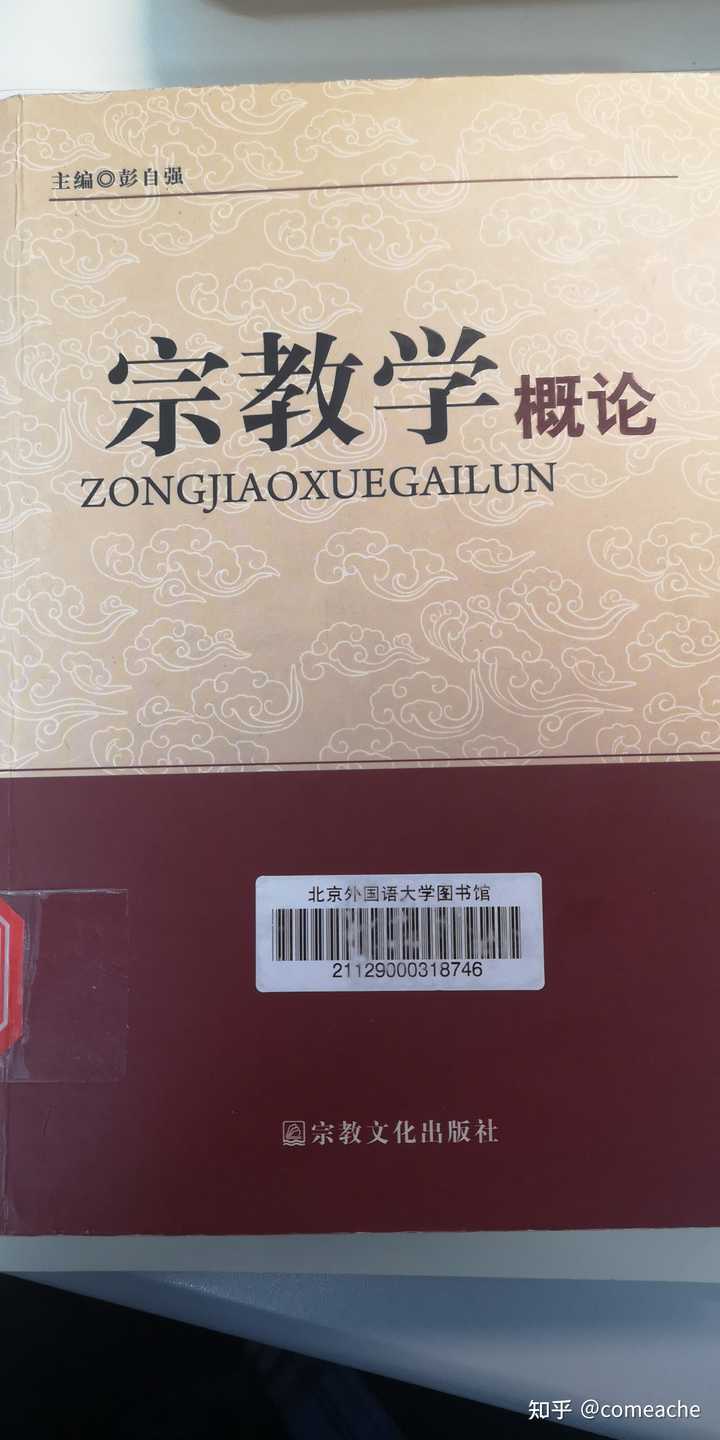 主编◎彭自强
宗教学 概论
ZONGJIAOXUEGAILUN
北京外国语大学图书馆
21129000318746
宗教文化出版社
知乎 @comeache